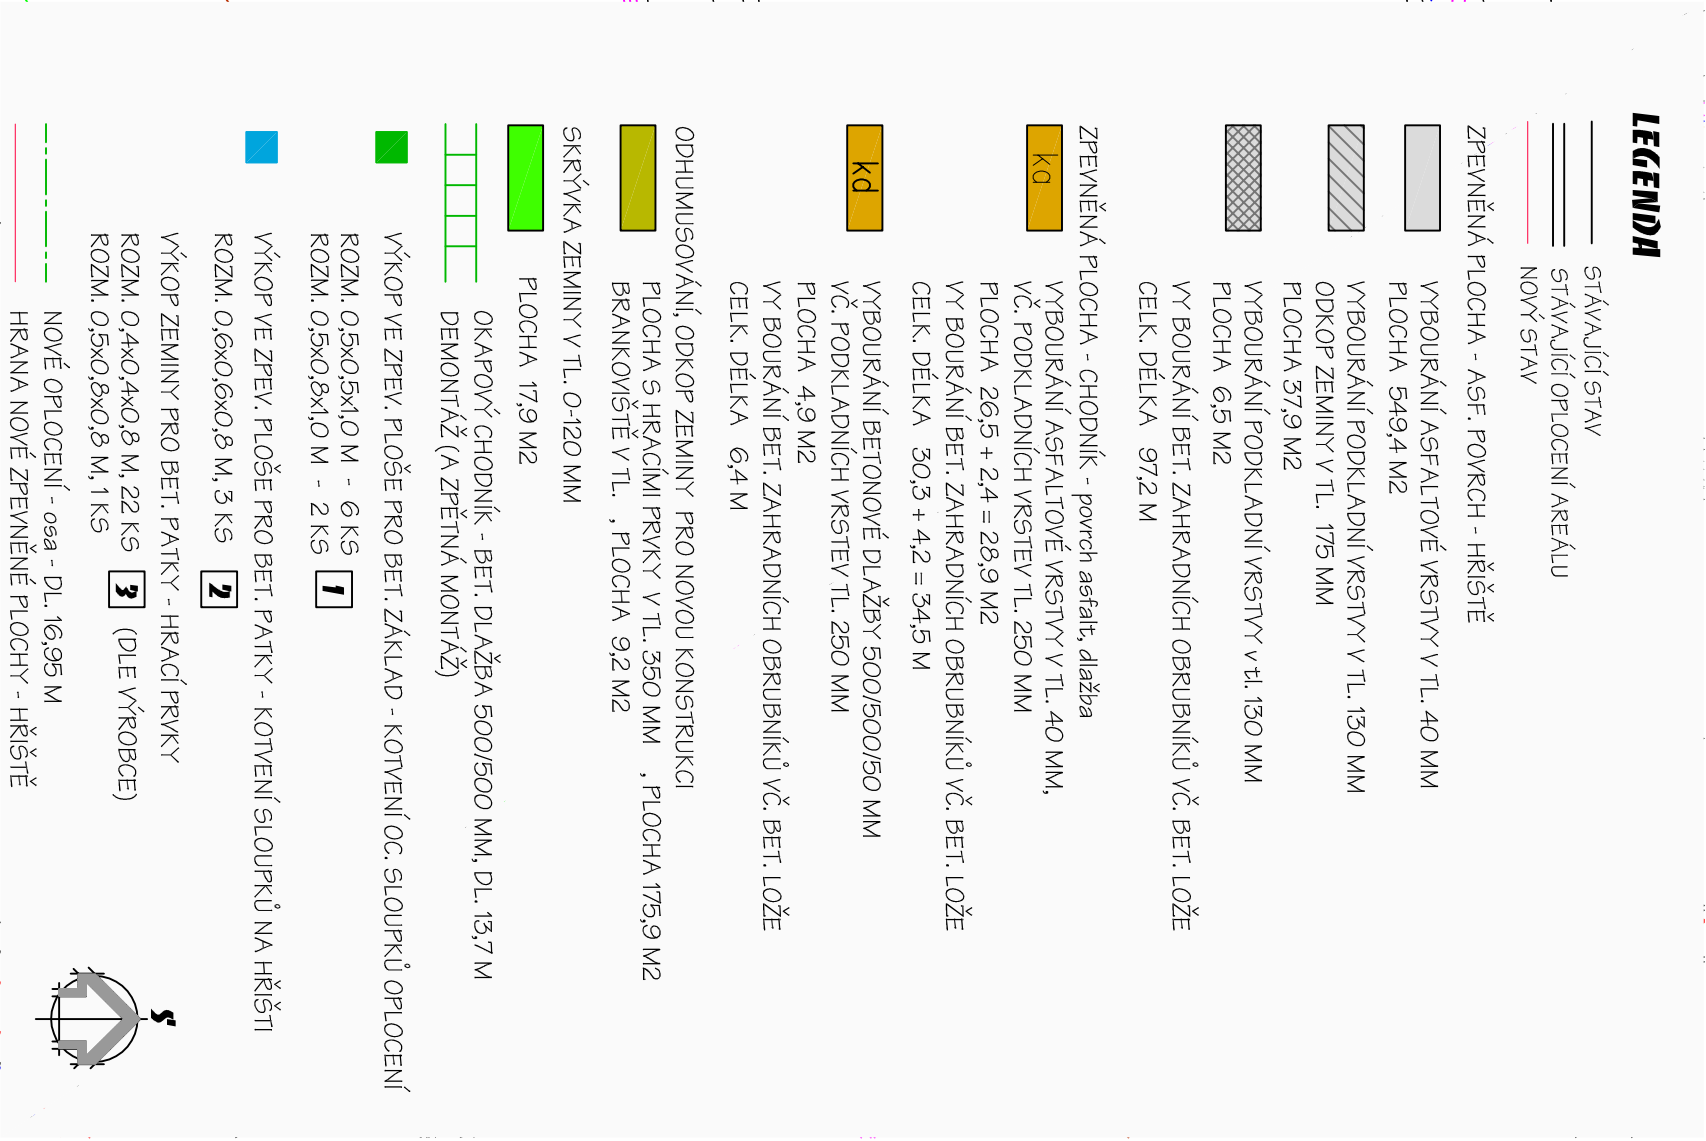 LEGENDA
STÁVAJÍCÍ STAV
STÁVAJÍCÍ OPLOCENÍ AREÁLU
NOVÝ STAV
ZPEVNĚNÁ PLOCHA - ASF. POVRCH - HŘIŠTĚ
VYBOURÁNÍ ASFALTOVÉ VRSTVY V TL. 40 MM
PLOCHA 549,4 M2
VYBOURÁNÍ PODKLADNÍ VRSTVY V TL. 130 MM
ODKOP ZEMINY V TL. 175 MM
PLOCHA 37,9 M2
VYBOURÁNÍ PODKLADNÍ VRSTVY v tl. 130 MM
PLOCHA 6,5 M2
VY BOURÁNÍ BET. ZAHRADNÍCH OBRUBNÍKŮ VČ. BET. LOŽE
CELK. DÉLKA 97,2 M
ZPEVNĚNÁ PLOCHA - CHODNÍK - povrch asfalt, dlažba
ka
VYBOURÁNÍ ASFALTOVÉ VRSTVY V TL. 40 MM,
VČ. PODKLADNÍCH VRSTEV TL. 250 MM
PLOCHA 26,5 + 2,4 = 28,9 M2
VY BOURÁNÍ BET. ZAHRADNÍCH OBRUBNÍKŮ VČ. BET. LOŽE
CELK. DÉLKA 30,3 + 4,2 = 34,5 M
kd
VYBOURÁNÍ BETONOVÉ DLAŽBY 500/500/50 MM
VČ. PODKLADNÍCH VRSTEV TL. 250 MM
PLOCHA 4,9 M2
VY BOURÁNÍ BET. ZAHRADNÍCH OBRUBNÍKŮ VČ. BET. LOŽE
CELK. DÉLKA 6,4 M
ODHUMUSOVÁNÍ, ODKOP ZEMINY PRO NOVOU KONSTRUKCI
PLOCHA S HRACÍMI PRVKY V TL. 350 MM , PLOCHA 175,9 M2
BRANKOVIŠTĚ V TL. , PLOCHA 9,2 M2
SKRÝVKA ZEMINY V TL. 0-120 MM
PLOCHA 17,9 M2
OKAPOVÝ CHODNÍK - BET. DLAŽBA 500/500 MM, DL. 13,7 M
DEMONTÁŽ (A ZPĚTNÁ MONTÁŽ)
VÝKOP VE ZPEV. PLOŠE PRO BET. ZÁKLAD - KOTVENÍ OC. SLOUPKŮ OPLOCENÍ
ROZM. 0,5x0,5x1,0 M - 6 KS
ROZM. 0,5x0,8x1,0 M - 2 KS 1
VÝKOP VE ZPEV. PLOŠE PRO BET. PATKY - KOTVENÍ SLOUPKŮ NA HŘIŠTI
ROZM. 0,6x0,6x0,8 M, 3 KS 2
VÝKOP ZEMINY PRO BET. PATKY - HRACÍ PRVKY
ROZM. 0,4x0,4x0,8 M, 22 KS 3 (DLE VÝROBCE)
ROZM. 0,5x0,8x0,8 M, 1 KS
NOVÉ OPLOCENÍ - osa - DL. 16,95 M
HRANA NOVÉ ZPEVNĚNÉ PLOCHY - HŘIŠTĚ
S